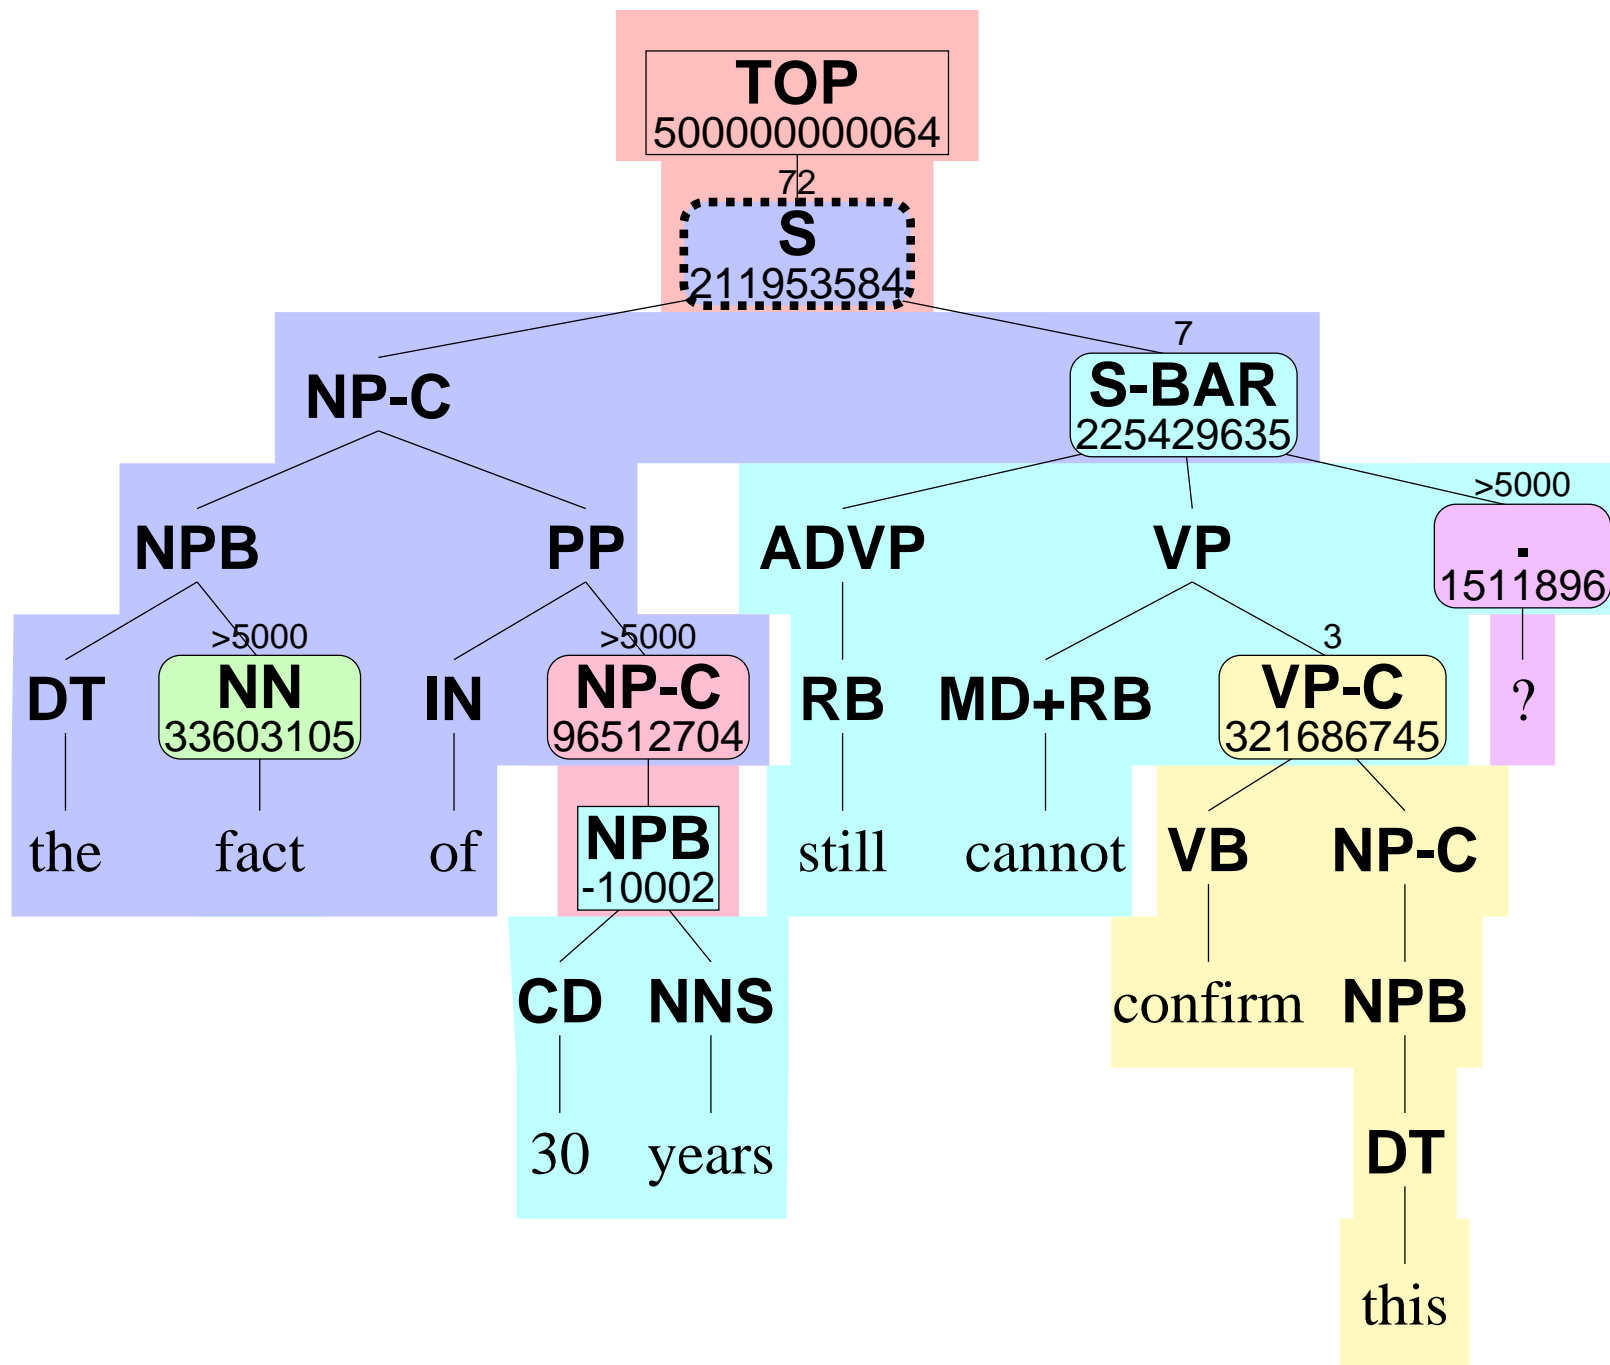 TOP
500000000064
72
S
211953584
7
NP-C
S-BAR
225429635
>5000
NPB
PP
ADVP
VP
.
1511896
>5000
>5000
3
DT
NN
33603105
IN
NP-C
96512704
RB
MD+RB
VP-C
321686745
?
the
fact
of
NPB
-10002
still
cannot
VB
NP-C
CD
NNS
confirm
NPB
30
years
DT
this